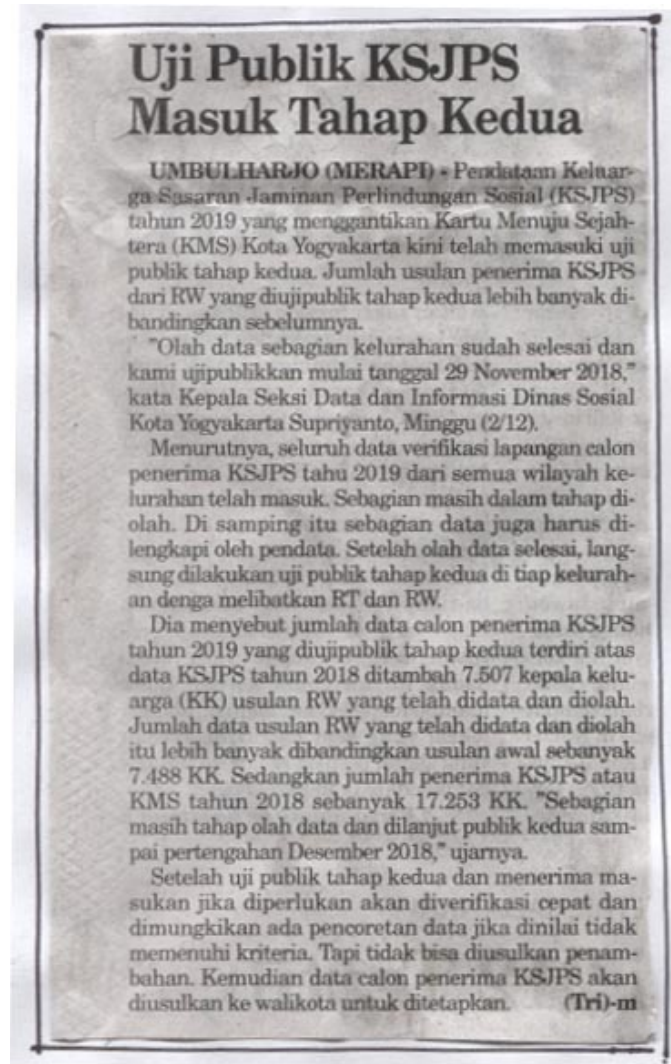 Uji Publik KSJPS
Masuk Tahap Kedua
UMBULHARJO (MERAPI) - Pendataan Keluar-
ga Sasaran Jaminan Perlindungan Sosial (KSJPS)
tahun 2019 yang menggantikan Kartu Menuju Sejah-
tera (KMS) Kota Yogyakarta kini telah memasuki uji
publik tahap kedua. Jumlah usulan penerima KSJPS
dari RW yang diujipublik tahap kedua lebih banyak di-
bandingkan sebelumnya.
"Olah data sebagian kelurahan sudah selesai dan
kami ujipublikkan mulai tanggal 29 November 2018,"
kata Kepala Seksi Data dan Informasi Dinas Sosial
Kota Yogyakarta Supriyanto, Minggu (2/12).
Menurutnya, seluruh data verifikasi lapangan calon
penerima KSJPS tahu 2019 dari semua wilayah ke-
lurahan telah masuk. Sebagian masih dalam tahap di-
olah. Di samping itu sebagian data juga harus di-
lengkapi oleh pendata. Setelah olah data selesai, lang-
sung dilakukan uji publik tahap kedua di tiap kelurah-
an denga melibatkan RT dan RW.
Dia menyebut jumlah data calon penerima KSJPS
tahun 2019 yang diujipublik tahap kedua terdiri atas
data KSJPS tahun 2018 ditambah 7.507 kepala kelu-
arga (KK) usulan RW yang telah didata dan diolah.
Jumlah data usulan RW yang telah didata dan diolah
itu lebih banyak dibandingkan usulan awal sebanyak
7.488 KK. Sedangkan jumlah penerima KSJPS atau
KMS tahun 2018 sebanyak 17.253 KK. "Sebagian
masih tahap olah data dan dilanjut publik kedua sam-
pai pertengahan Desember 2018," ujarnya.
Setelah uji publik tahap kedua dan menerima ma-
sukan jika diperlukan akan diverifikasi cepat dan
dimungkikan ada pencoretan data jika dinilai tidak
memenuhi kriteria. Tapi tidak bisa diusulkan penam-
bahan. Kemudian data calon penerima KSJPS akan
diusulkan ke walikota untuk ditetapkan. (Tri)-m